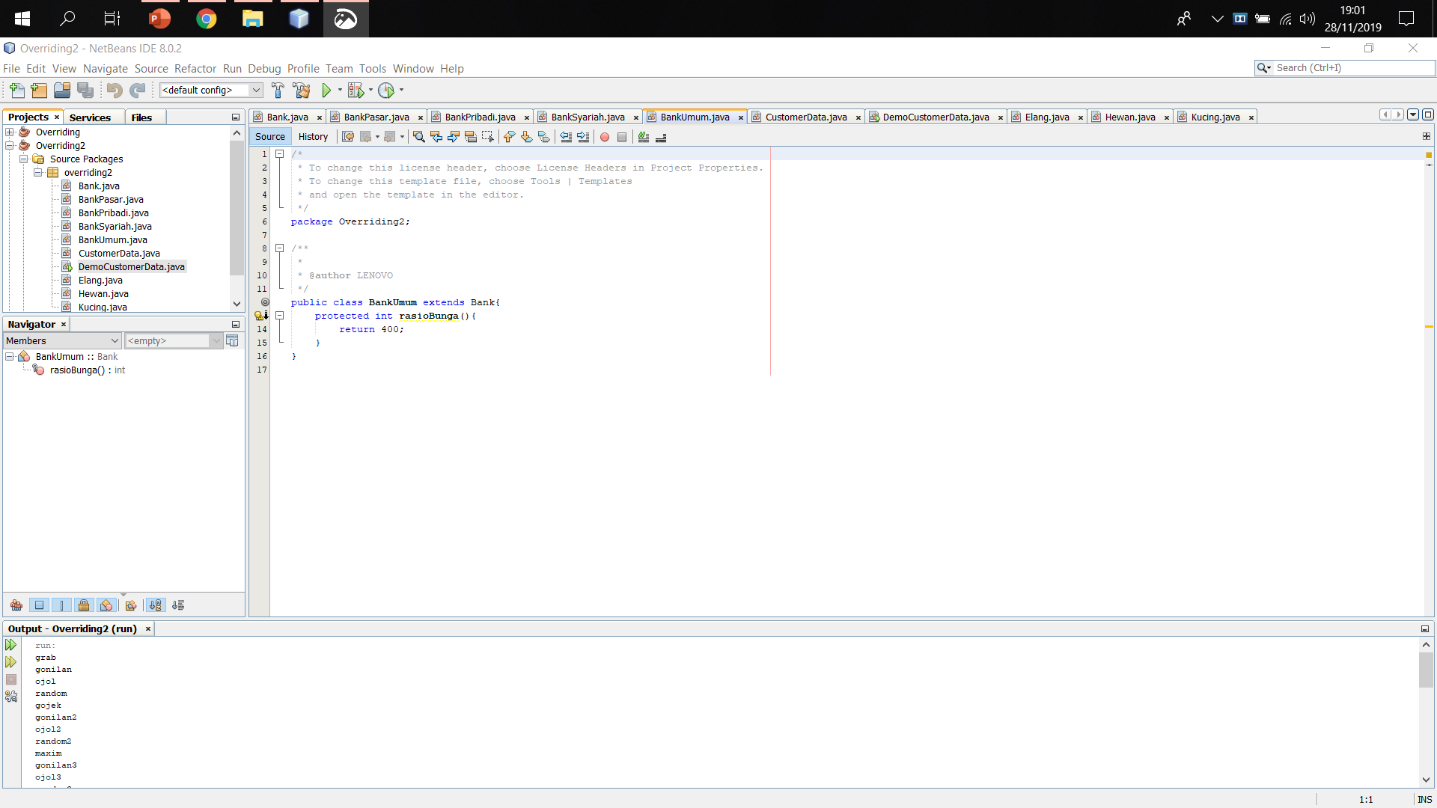 19:01
28/11/2019
Overriding2 - NetBeans IDE 8.0.2
File Edit View Navigate Source Refactor Run Debug Profile Team Tools Window Help
Search (Ctrl+I)
<default config>
Projects Services Files
Overriding
Overriding2
Source Packages
overriding2
Bank.java
BankPasar.java
BankPribadi.java
BankSyariah.java
BankUmum.java
CustomerData.java
DemoCustomerData.java
Elang.java
Hewan.java
Kucing.java
Navigator
Members <empty>
BankUmum :: Bank
rasioBunga() : int
Bank.java BankPasar.java BankPribadi.java BankSyariah.java BankUmum.java CustomerData.java DemoCustomerData.java Elang.java Hewan.java Kucing.java
Source History
1 /*
2 * To change this license header, choose License Headers in Project Properties.
3 * To change this template file, choose Tools | Templates
4 * and open the template in the editor.
5 */
6 package Overriding2;
7
8 /**
9 *
10 * @author LENOVO
11 */
public class BankUmum extends Bank{
protected int rasioBunga(){
14 return 400;
15 }
16 }
17
Output - Overriding2 (run)
run:
grab
gonilan
ojol
random
gojek
gonilan2
ojol2
random2
maxim
gonilan3
ojol3
1:1 INS